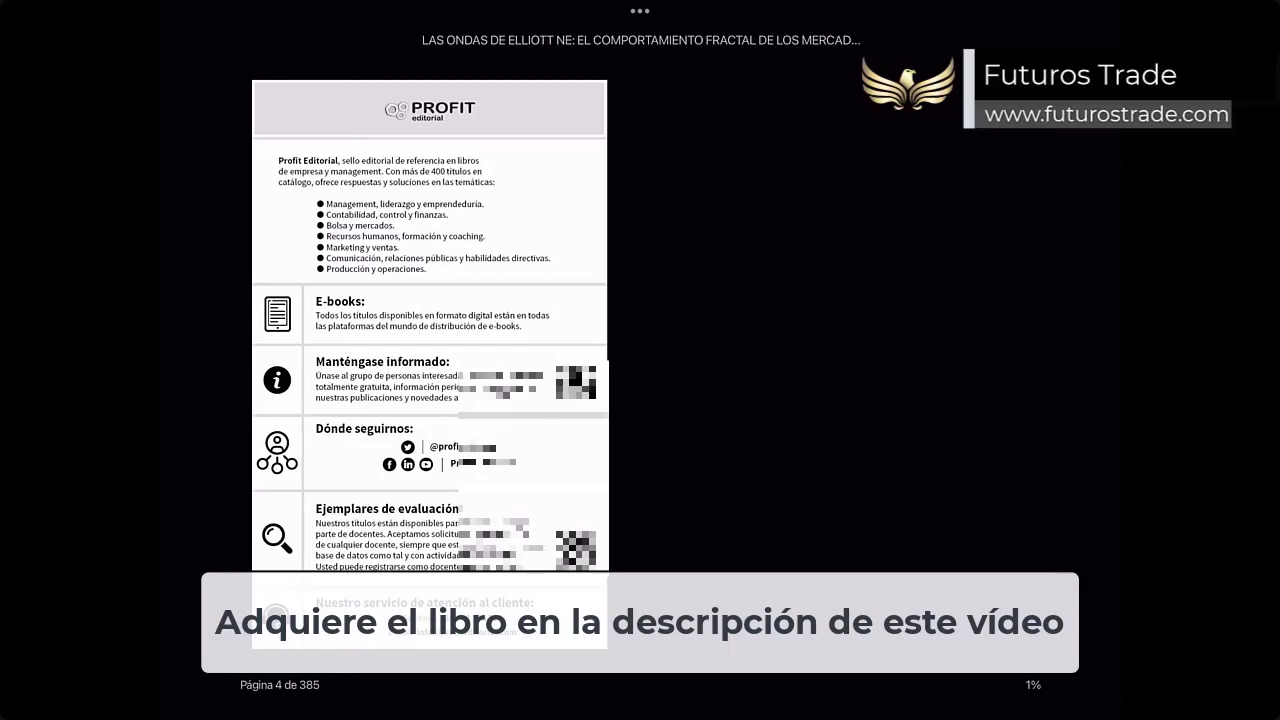 LAS ONDAS DE ELLIOTT NE: EL COMPORTAMIENTO FRACTAL DE LOS MERCAD...
Futuros Trade
www.futurostrade.com
PROFIT
editorial
Profit Editorial, sello editorial de referencia en libros
de empresa y management. Con más de 400 títulos en
catálogo, ofrece respuestas y soluciones en las temáticas:
● Management, liderazgo y emprendeduría.
● Contabilidad, control y finanzas.
● Bolsa y mercados.
● Recursos humanos, formación y coaching.
● Marketing y ventas.
● Comunicación, relaciones públicas y habilidades directivas.
● Producción y operaciones.
E-books:
Todos los títulos disponibles en formato digital están en todas
las plataformas del mundo de distribución de e-books.
Manténgase informado:
Únase al grupo de personas interesad
totalmente gratuita, información peri
nuestras publicaciones y novedades a
Dónde seguirnos:
@profi
Pr
Ejemplares de evaluación
Nuestros títulos están disponibles par
parte de docentes. Aceptamos solicitu
de cualquier docente, siempre que est
base de datos como tal y con activida
Usted puede registrarse como docente
Nuestro servicio de atención al cliente:
Adquiere el libro en la descripción de este vídeo
Página 4 de 385
1%